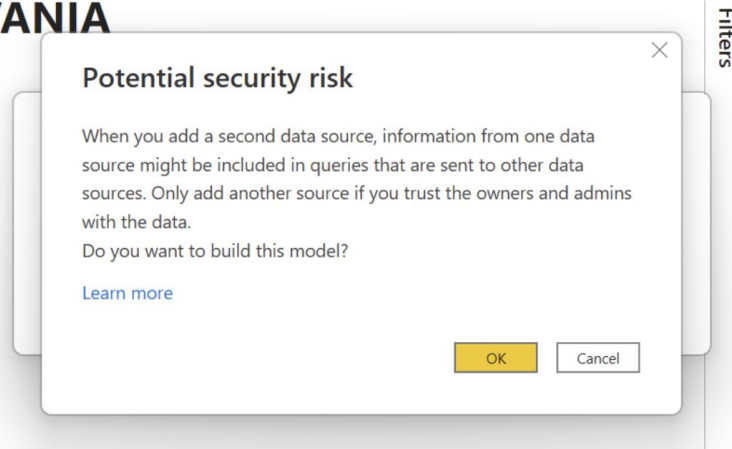 VANIA
Filters
Potential security risk
When you add a second data source, information from one data
source might be included in queries that are sent to other data
sources. Only add another source if you trust the owners and admins
with the data.
Do you want to build this model?
Learn more
OK
Cancel